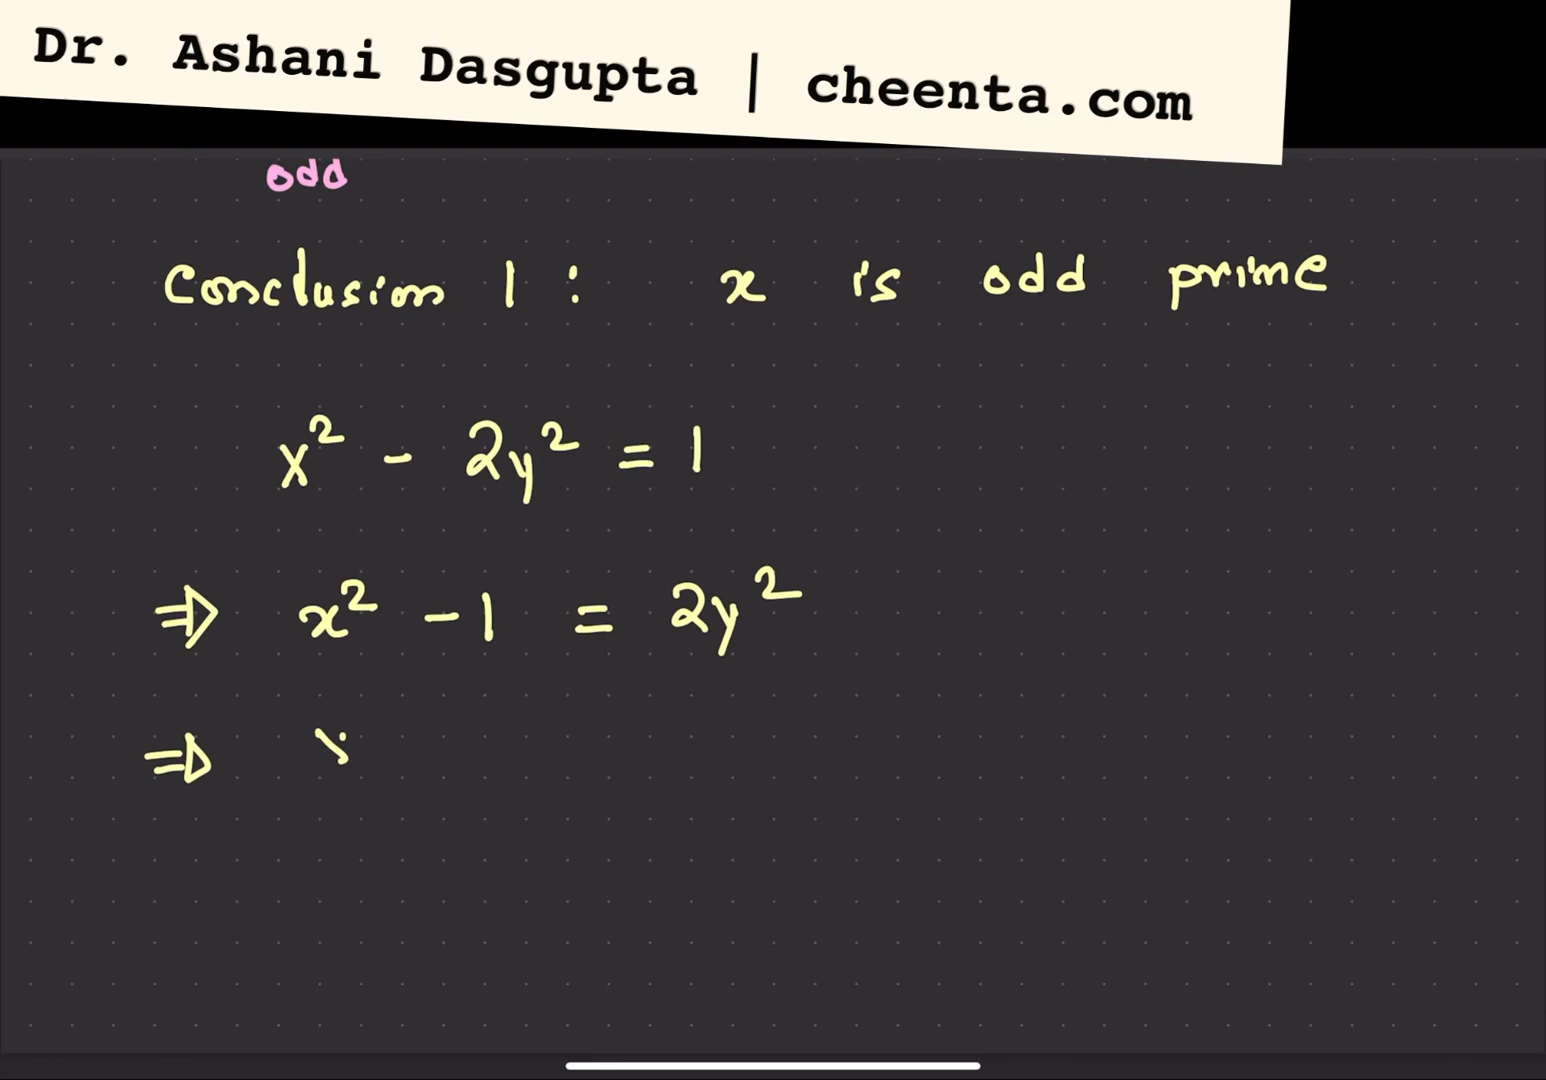 Dr. Ashani Dasgupta | cheenta.com
odd
Conclusion 1 : x is odd prime
x² - 2y² = 1
⇒ x² - 1 = 2y²
⇒